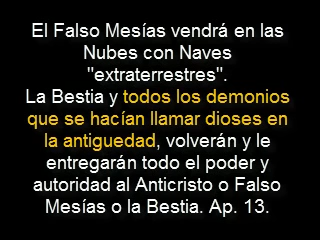 El Falso Mesías vendrá en las
Nubes con Naves
"extraterrestres".
La Bestia y todos los demonios
que se hacían llamar dioses en
la antiguedad, volverán y le
entregarán todo el poder y
autoridad al Anticristo o Falso
Mesías o la Bestia. Ap. 13.